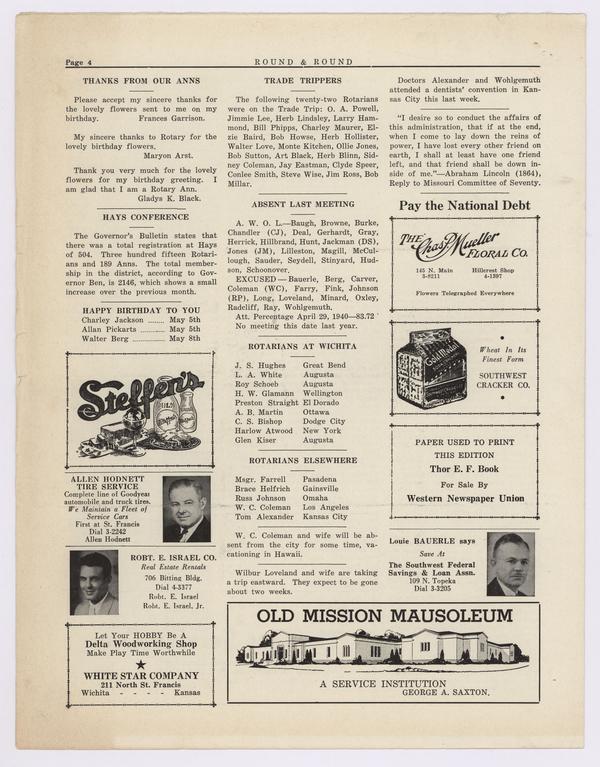 Page 4
ROUND & ROUND
THANKS FROM OUR ANNS
Please accept my sincere thanks for
the lovely flowers sent to me on my
birthday. Frances Garrison.
My sincere thanks to Rotary for the
lovely birthday flowers.
Maryon Arst.
Thank you very much for the lovely
flowers for my birthday greeting. I
am glad that I am a Rotary Ann.
Gladys K. Black.
HAYS CONFERENCE
The Governor's Bulletin states that
there was a total registration at Hays
of 504. Three hundred fifteen Rotari-
ans and 189 Anns. The total member-
ship in the district, according to Gov-
ernor Ben, is 2146, which shows a small
increase over the previous month.
HAPPY BIRTHDAY TO YOU
Charley Jackson ........ May 5th
Allan Pickarts ............ May 5th
Walter Berg ............... May 8th
Steffen's
ALLEN HODNETT
TIRE SERVICE
Complete line of Goodyear
automobile and truck tires.
We Maintain a Fleet of
Service Cars
First at St. Francis
Dial 3-2242
Allen Hodnett
ROBT. E. ISRAEL CO.
Real Estate Rentals
706 Bitting Bldg.
Dial 4-3377
Robt. E. Israel
Robt. E. Israel, Jr.
Let Your HOBBY Be A
Delta Woodworking Shop
Make Play Time Worthwhile
WHITE STAR COMPANY
211 North St. Francis
Wichita - - - - Kansas
TRADE TRIPPERS
The following twenty-two Rotarians
were on the Trade Trip: O. A. Powell,
Jimmie Lee, Herb Lindsley, Larry Ham-
mond, Bill Phipps, Charley Maurer, El-
zie Baird, Bob Howse, Herb Hollister,
Walter Love, Monte Kitchen, Ollie Jones,
Bob Sutton, Art Black, Herb Blinn, Sid-
ney Coleman, Jay Eastman, Clyde Speer,
Conlee Smith, Steve Wise, Jim Ross, Bob
Millar.
ABSENT LAST MEETING
A. W. O. L.—Baugh, Browne, Burke,
Chandler (CJ), Deal, Gerhardt, Gray,
Herrick, Hillbrand, Hunt, Jackman (DS),
Jones (JM), Lilleston, Magill, McCul-
lough, Sauder, Seydell, Stinyard, Hud-
son, Schoonover.
EXCUSED—Bauerle, Berg, Carver,
Coleman (WC), Farry, Fink, Johnson
(RP), Long, Loveland, Minard, Oxley,
Radcliff, Ray, Wohlgemuth.
Att. Percentage April 29, 1940—83.72
No meeting this date last year.
ROTARIANS AT WICHITA
J. S. Hughes Great Bend
L. A. White Augusta
Roy Schoeb Augusta
H. W. Glamann Wellington
Preston Straight El Dorado
A. B. Martin Ottawa
C. S. Bishop Dodge City
Harlow Atwood New York
Glen Kiser Augusta
ROTARIANS ELSEWHERE
Msgr. Farrell Pasadena
Brace Helfrich Gainsville
Russ Johnson Omaha
W. C. Coleman Los Angeles
Tom Alexander Kansas City
W. C. Coleman and wife will be ab-
sent from the city for some time, va-
cationing in Hawaii.
Wilbur Loveland and wife are taking
a trip eastward. They expect to be gone
about two weeks.
Doctors Alexander and Wohlgemuth
attended a dentists' convention in Kan-
sas City this last week.
"I desire so to conduct the affairs of
this administration, that if at the end,
when I come to lay down the reins of
power, I have lost every other friend on
earth, I shall at least have one friend
left, and that friend shall be down in-
side of me."—Abraham Lincoln (1864),
Reply to Missouri Committee of Seventy.
Pay the National Debt
THE Chas. Mueller
FLORAL CO.
145 N. Main Hillcrest Shop
3-8211 4-1397
Flowers Telegraphed Everywhere
Wheat In Its
Finest Form
SOUTHWEST
CRACKER CO.
PAPER USED TO PRINT
THIS EDITION
Thor E. F. Book
For Sale By
Western Newspaper Union
Louie BAUERLE says
Save At
The Southwest Federal
Savings & Loan Assn.
109 N. Topeka
Dial 3-3205
OLD MISSION MAUSOLEUM
A SERVICE INSTITUTION
GEORGE A. SAXTON.